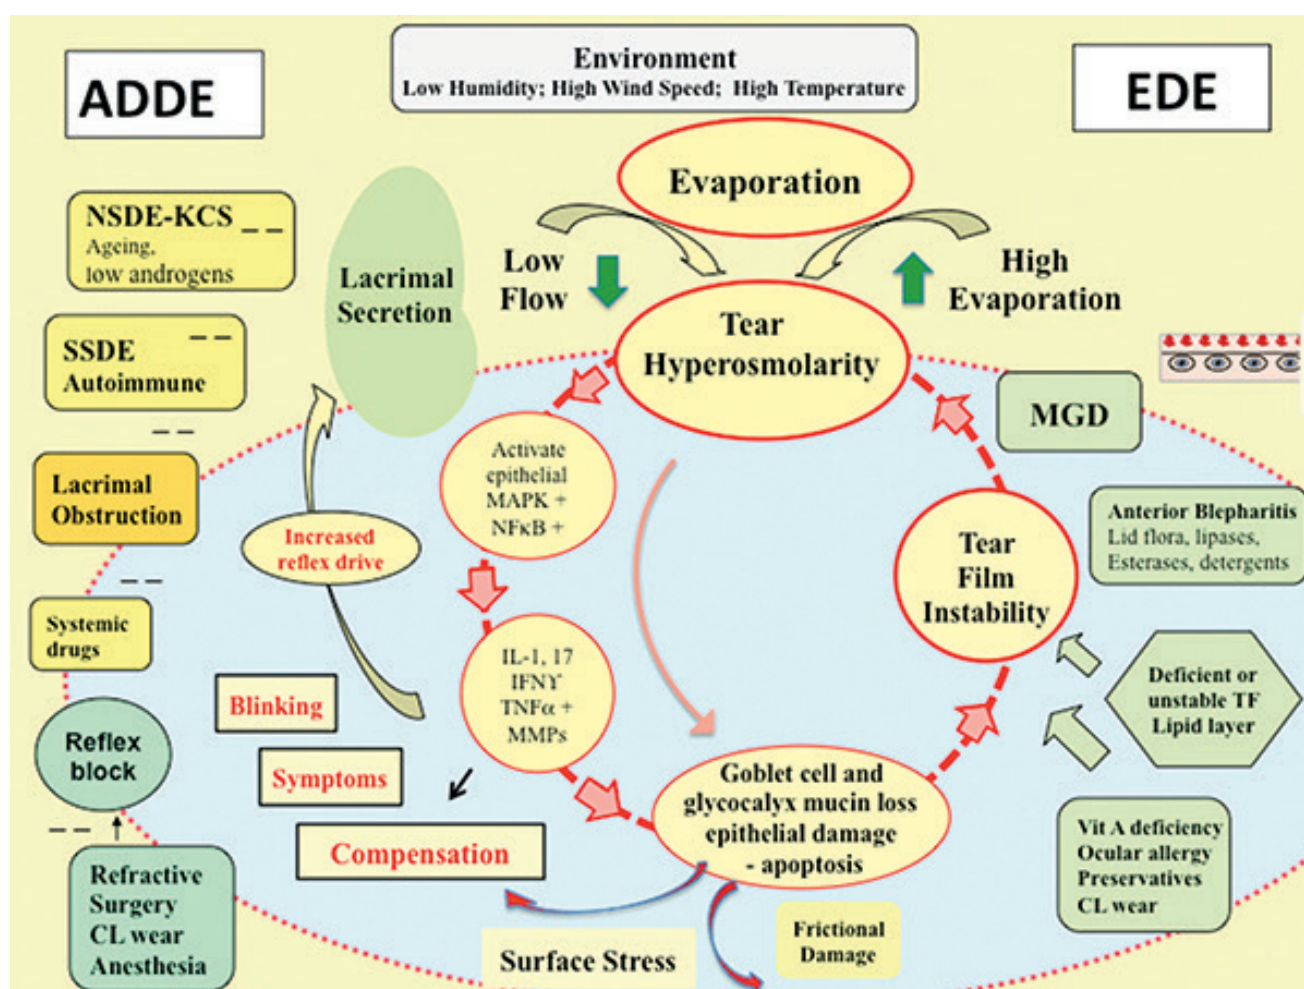 ADDE
Environment
Low Humidity; High Wind Speed;  High Temperature
EDE
Evaporation
NSDE-KCS
Ageing,
low androgens
Lacrimal
Secretion
Low
Flow
High
Evaporation
Tear
Hyperosmolarity
SSDE
Autoimmune
MGD
Activate
epithelial
MAPK +
NFκB +
Lacrimal
Obstruction
Increased
reflex drive
Tear
Film
Instability
Anterior Blepharitis
Lid flora, lipases,
Esterases, detergents
Systemic
drugs
IL-1, 17
IFNϒ
TNFα +
MMPs
Deficient or
unstable TF
Lipid layer
Blinking
Reflex
block
Symptoms
Compensation
Goblet cell and
glycocalyx mucin loss
epithelial damage
- apoptosis
Vit A deficiency
Ocular allergy
Preservatives
CL wear
Refractive
Surgery
CL wear
Anesthesia
Surface Stress
Frictional
Damage